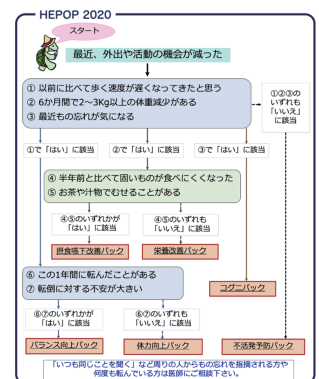 HEPOP 2020
スタート
最近、外出や活動の機会が減った
① 以前に比べて歩く速度が遅くなってきたと思う
② 6か月間で2〜3Kg以上の体重減少がある
③ 最近もの忘れが気になる
①②③の
いずれも
「いいえ」
に該当
①で「はい」に該当
②で「はい」に該当
③で「はい」に該当
④ 半年前と比べて固いものが食べにくくなった
⑤ お茶や汁物でむせることがある
④⑤のいずれかが
「はい」に該当
④⑤のいずれも
「いいえ」に該当
摂食嚥下改善パック
栄養改善パック
⑥ この1年間に転んだことがある
⑦ 転倒に対する不安が大きい
コグニパック
⑥⑦のいずれかが
「はい」に該当
⑥⑦のいずれも
「いいえ」に該当
バランス向上パック
体力向上パック
不活発予防パック
「いつも同じことを聞く」など周りの人からもの忘れを指摘される方や
何度も転んでいる方は医師にご相談下さい。